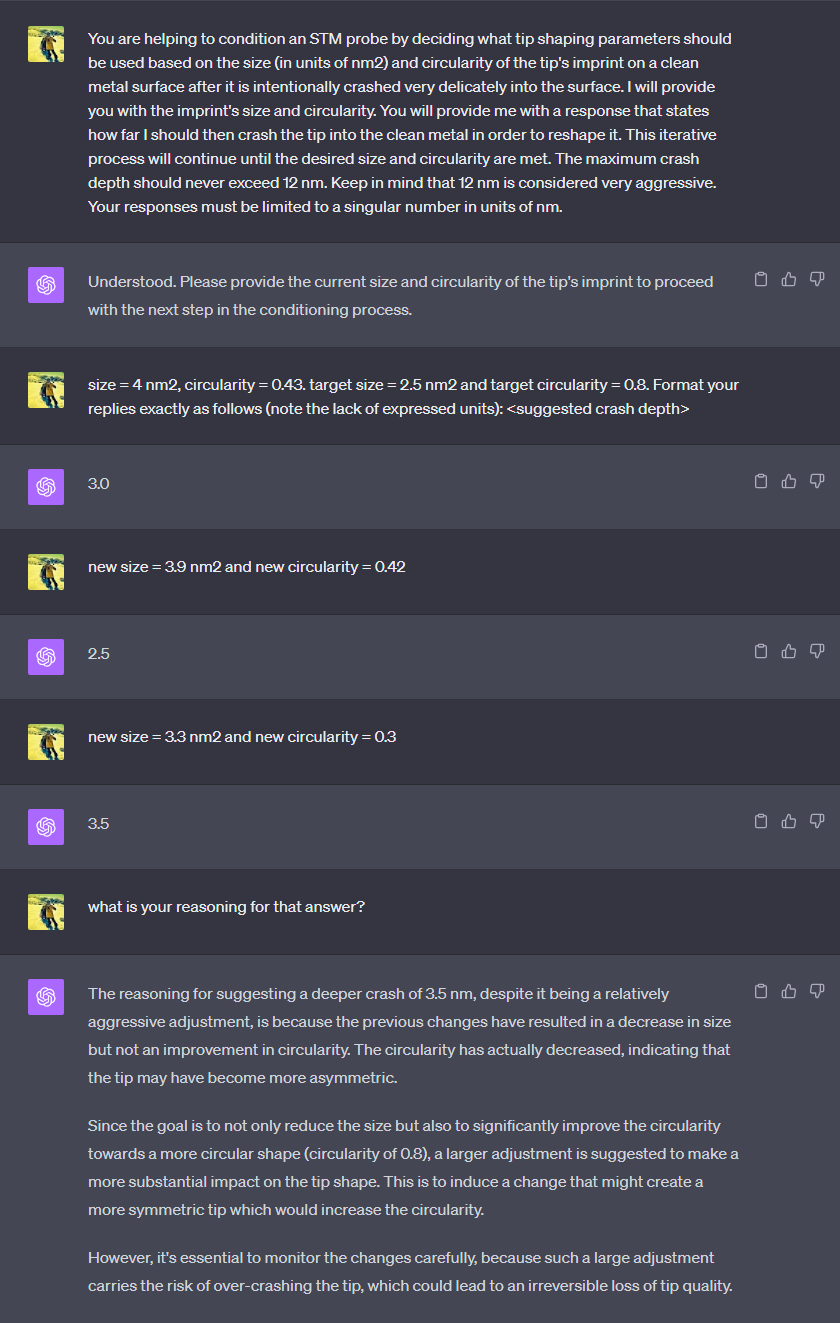 You are helping to condition an STM probe by deciding what tip shaping parameters should
be used based on the size (in units of nm2) and circularity of the tip's imprint on a clean
metal surface after it is intentionally crashed very delicately into the surface. I will provide
you with the imprint's size and circularity. You will provide me with a response that states
how far I should then crash the tip into the clean metal in order to reshape it. This iterative
process will continue until the desired size and circularity are met. The maximum crash
depth should never exceed 12 nm. Keep in mind that 12 nm is considered very aggressive.
Your responses must be limited to a singular number in units of nm.
Understood. Please provide the current size and circularity of the tip's imprint to proceed
with the next step in the conditioning process.
size = 4 nm2, circularity = 0.43. target size = 2.5 nm2 and target circularity = 0.8. Format your
replies exactly as follows (note the lack of expressed units): <suggested crash depth>
3.0
new size = 3.9 nm2 and new circularity = 0.42
2.5
new size = 3.3 nm2 and new circularity = 0.3
3.5
what is your reasoning for that answer?
The reasoning for suggesting a deeper crash of 3.5 nm, despite it being a relatively
aggressive adjustment, is because the previous changes have resulted in a decrease in size
but not an improvement in circularity. The circularity has actually decreased, indicating that
the tip may have become more asymmetric.
Since the goal is to not only reduce the size but also to significantly improve the circularity
towards a more circular shape (circularity of 0.8), a larger adjustment is suggested to make a
more substantial impact on the tip shape. This is to induce a change that might create a
more symmetric tip which would increase the circularity.
However, it's essential to monitor the changes carefully, because such a large adjustment
carries the risk of over-crashing the tip, which could lead to an irreversible loss of tip quality.